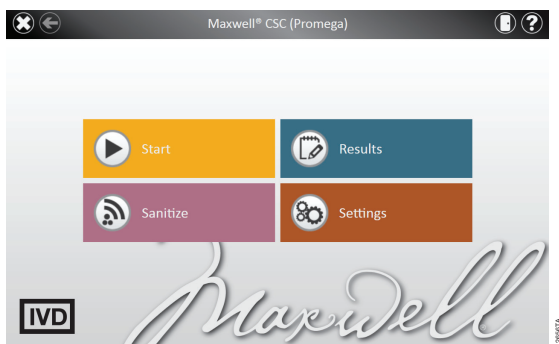 Maxwell® CSC (Promega)
?
Start
Results
Sanitize
Settings
IVD
Maxwell